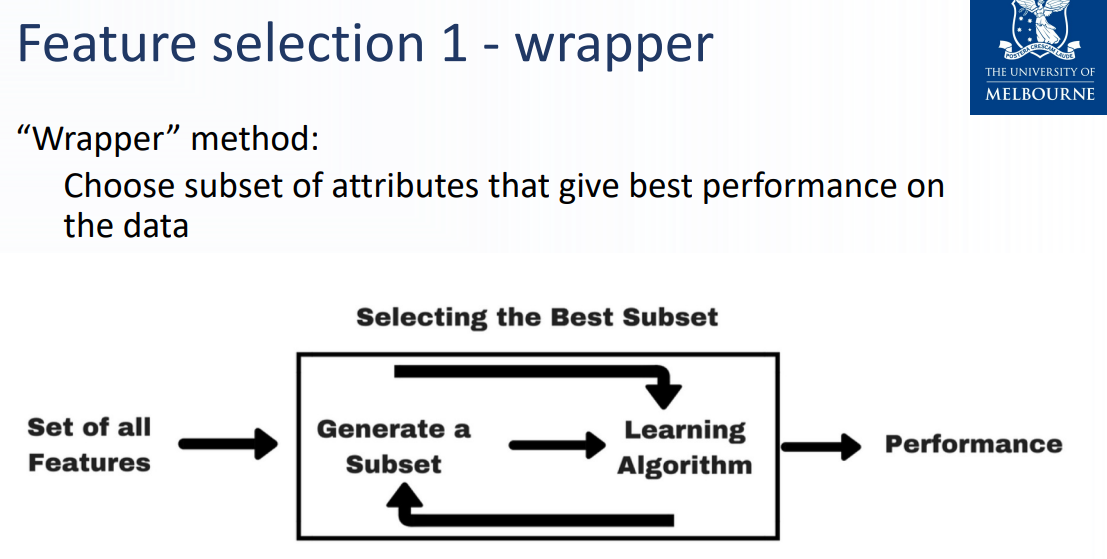 Feature selection 1 - wrapper
THE UNIVERSITY OF
MELBOURNE
“Wrapper” method:
Choose subset of attributes that give best performance on
the data
Selecting the Best Subset
Set of all
Features
Generate a
Subset
Learning
Algorithm
Performance